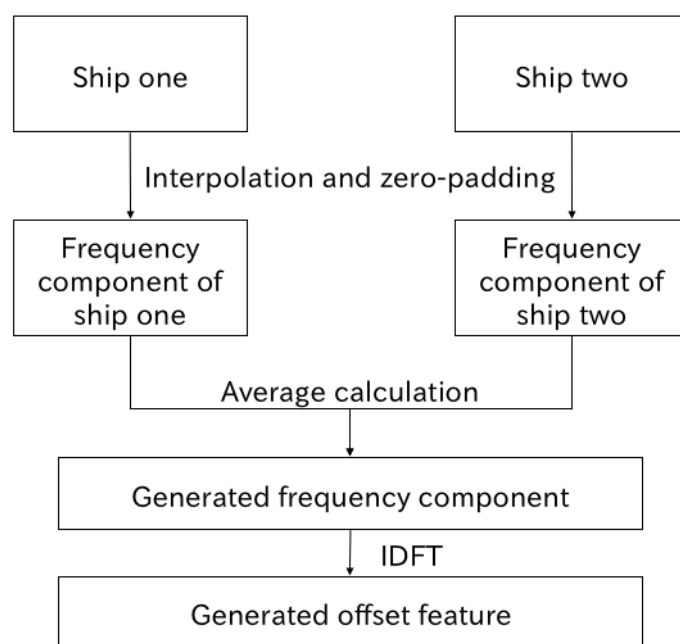 Ship one
Ship two
Interpolation and zero-padding
Frequency
component of
ship one
Frequency
component of
ship two
Average calculation
Generated frequency component
IDFT
Generated offset feature